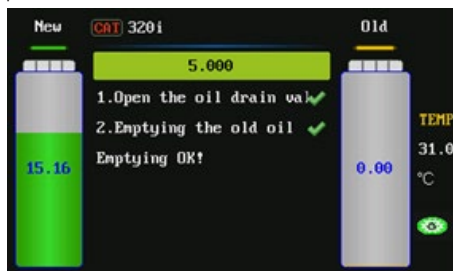 New CAT 320i Old
5.000
1.Open the oil drain val
2.Emptying the old oil
Emptying OK!
15.16
0.00
TEMP
31.0
°C